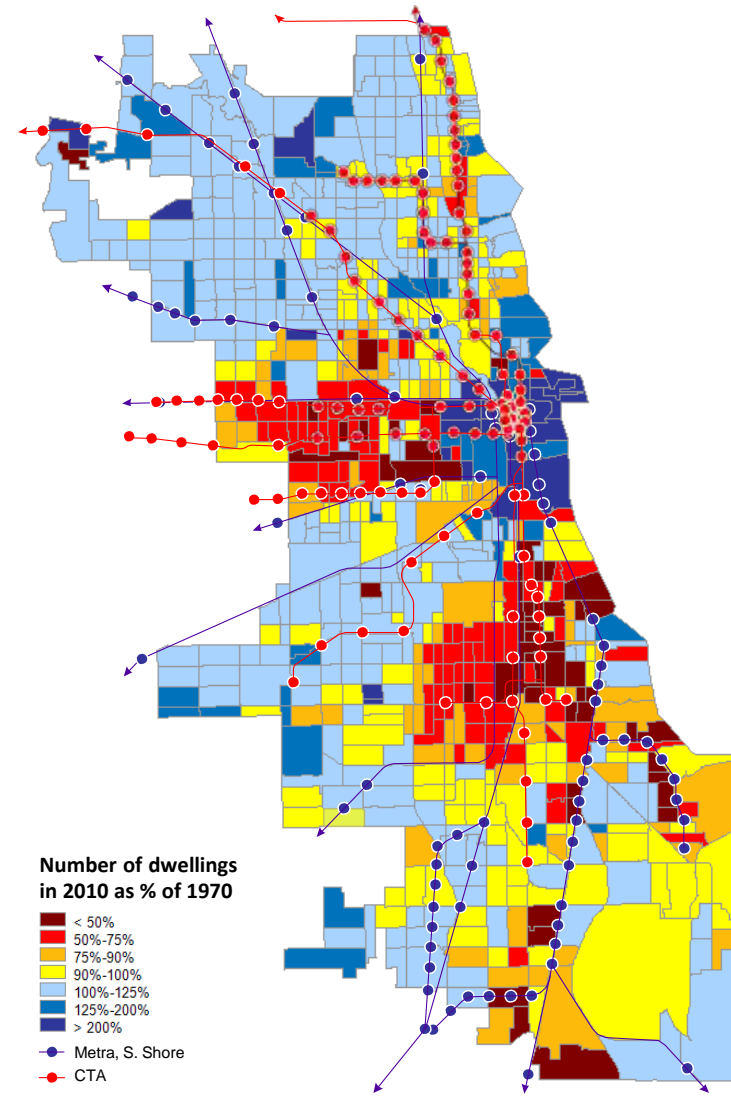 Number of dwellings
in 2010 as % of 1970
< 50%
50%-75%
75%-90%
90%-100%
100%-125%
125%-200%
> 200%
Metra, S. Shore
CTA